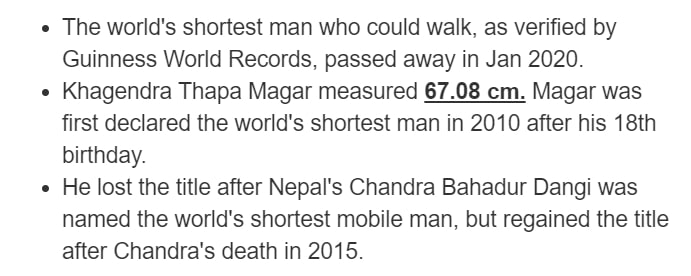 • The world's shortest man who could walk, as verified by
Guinness World Records, passed away in Jan 2020.
• Khagendra Thapa Magar measured 67.08 cm. Magar was
first declared the world's shortest man in 2010 after his 18th
birthday.
• He lost the title after Nepal's Chandra Bahadur Dangi was
named the world's shortest mobile man, but regained the title
after Chandra's death in 2015.